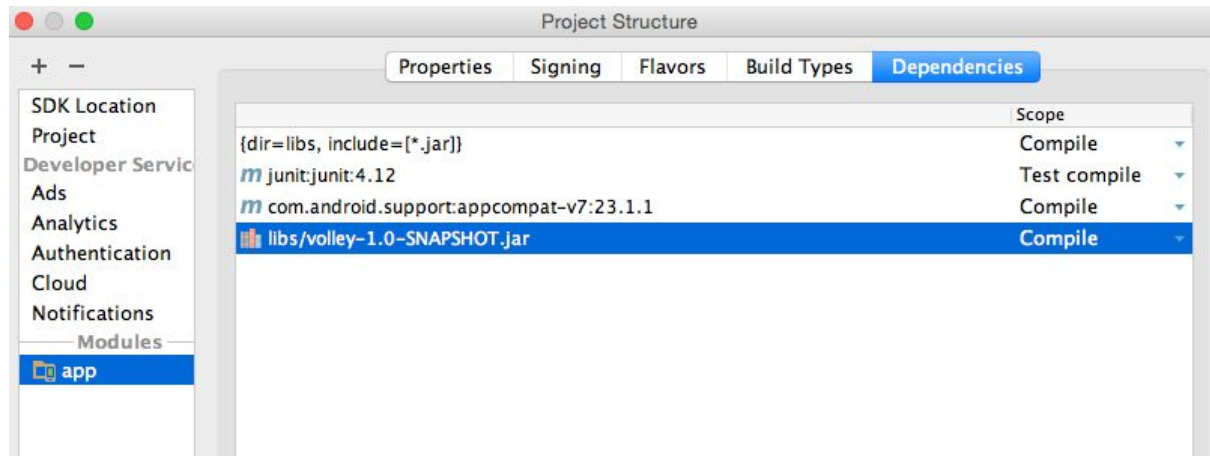 Project Structure
+ −
Properties Signing Flavors Build Types Dependencies
SDK Location
Project
Developer Servic
Ads
Analytics
Authentication
Cloud
Notifications
Modules
app
Scope
{dir=libs, include=[*.jar]} Compile
m junit:junit:4.12 Test compile
m com.android.support:appcompat-v7:23.1.1 Compile
libs/volley-1.0-SNAPSHOT.jar Compile